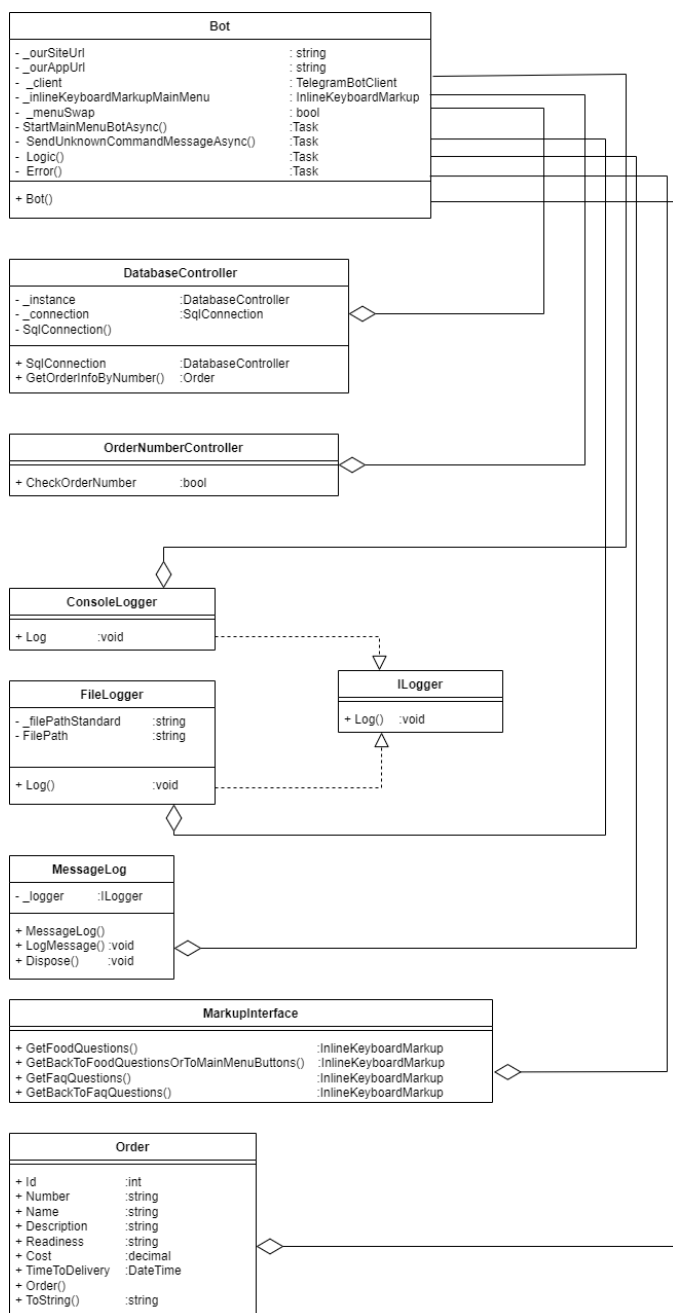 Bot
- _ourSiteUrl : string
- _ourAppUrl : string
- _client : TelegramBotClient
- _inlineKeyboardMarkupMainMenu : InlineKeyboardMarkup
- _menuSwap : bool
- StartMainMenuBotAsync() :Task
- SendUnknownCommandMessageAsync() :Task
- Logic() :Task
- Error() :Task
+ Bot()
DatabaseController
- _instance :DatabaseController
- _connection :SqlConnection
- SqlConnection()
+ SqlConnection :DatabaseController
+ GetOrderInfoByNumber() :Order
OrderNumberController
+ CheckOrderNumber :bool
ConsoleLogger
+ Log :void
ILogger
+ Log() :void
FileLogger
- _filePathStandard :string
- FilePath :string
+ Log() :void
MessageLog
- _logger :ILogger
+ MessageLog()
+ LogMessage() :void
+ Dispose() :void
MarkupInterface
+ GetFoodQuestions() :InlineKeyboardMarkup
+ GetBackToFoodQuestionsOrToMainMenuButtons() :InlineKeyboardMarkup
+ GetFaqQuestions() :InlineKeyboardMarkup
+ GetBackToFaqQuestions() :InlineKeyboardMarkup
Order
+ Id :int
+ Number :string
+ Name :string
+ Description :string
+ Readiness :string
+ Cost :decimal
+ TimeToDelivery :DateTime
+ Order()
+ ToString() :string